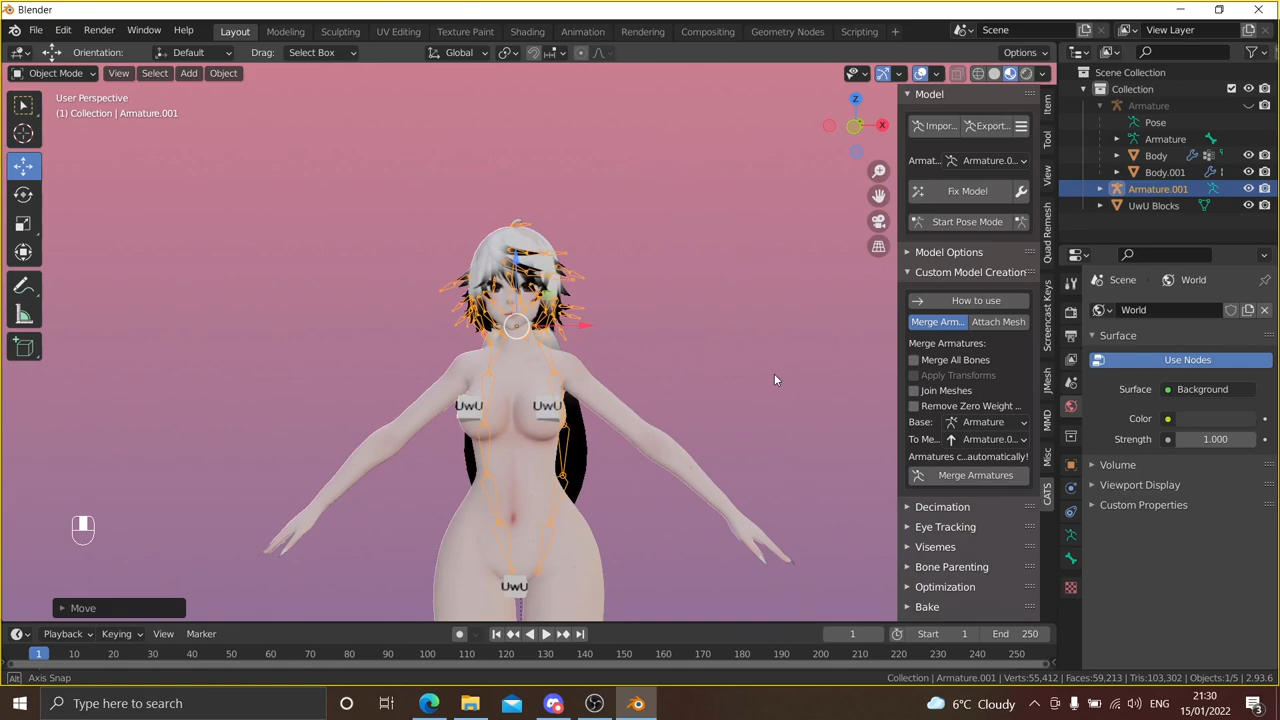 Blender
File Edit Render Window Help Layout Modeling Sculpting UV Editing Texture Paint Shading Animation Rendering Compositing Geometry Nodes Scripting + Scene View Layer
Orientation: Default Drag: Select Box Global Options
Object Mode View Select Add Object
User Perspective
(1) Collection | Armature.001
Z
X
UwU UwU
UwU
Move
Model
Impor... Export...
Armat... Armature.0...
Fix Model
Start Pose Mode
Model Options
Custom Model Creation
How to use
Merge Arm... Attach Mesh
Merge Armatures:
Merge All Bones
Apply Transforms
Join Meshes
Remove Zero Weight ...
Base: Armature
To Me... Armature.0...
Armatures c...automatically!
Merge Armatures
Decimation
Eye Tracking
Visemes
Bone Parenting
Optimization
Bake
Item
Tool
View
Quad Remesh
Screencast Keys
JMesh
MMD
Misc
CATS
Scene Collection
Collection
Armature
Pose
Armature
Body
Body.001
Armature.001
UwU Blocks
Scene World
World
Surface
Use Nodes
Surface Background
Color
Strength 1.000
Volume
Viewport Display
Custom Properties
Playback Keying View Marker 1 Start 1 End 250
1 10 20 30 40 50 60 70 80 90 100 110 120 130 140 150 160 170 180 190 200 210 220 230 240 250
Alt Axis Snap Collection | Armature.001 | Verts:55,412 | Faces:59,213 | Tris:103,302 | Objects:1/5 | 2.93.6
Type here to search 6°C Cloudy ENG 21:30
15/01/2022